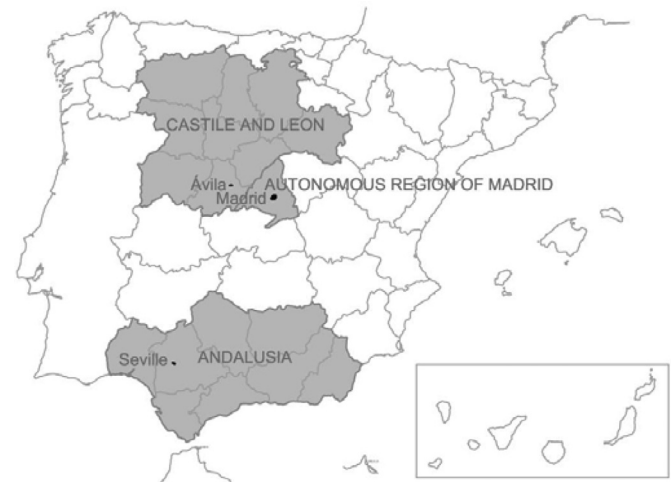 CASTILE AND LEON
Ávila
AUTONOMOUS REGION OF MADRID
Madrid
Seville
ANDALUSIA